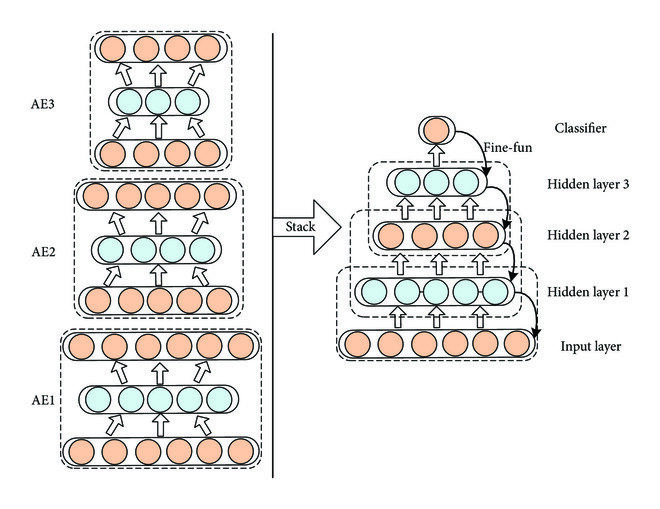 AE3
AE2
AE1
Stack
Classifier
Fine-fun
Hidden layer 3
Hidden layer 2
Hidden layer 1
Input layer